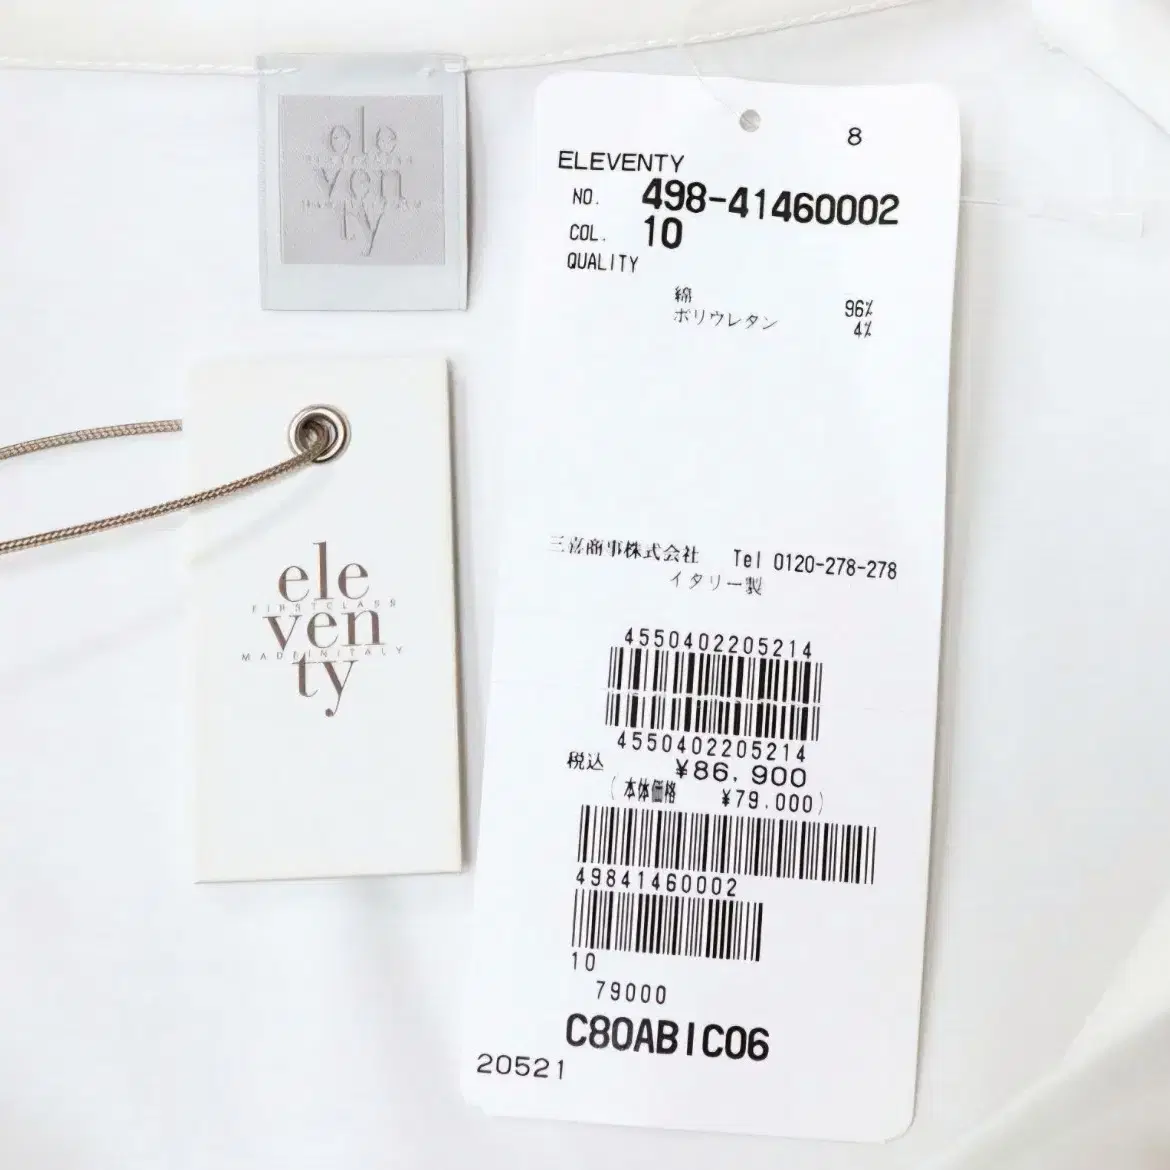 ele
ven
ty
ele
FIRSTCLASS
ven
MADEINITALY
ty
8
ELEVENTY
NO. 498-41460002
COL. 10
QUALITY
綿 96%
ポリウレタン 4%
三喜商事株式会社 Tel 0120-278-278
イタリー製
4550402205214
4550402205214
税込 ¥86.900
(本体価格 ¥79.000)
49841460002
10
79000
C80ABIC06
20521